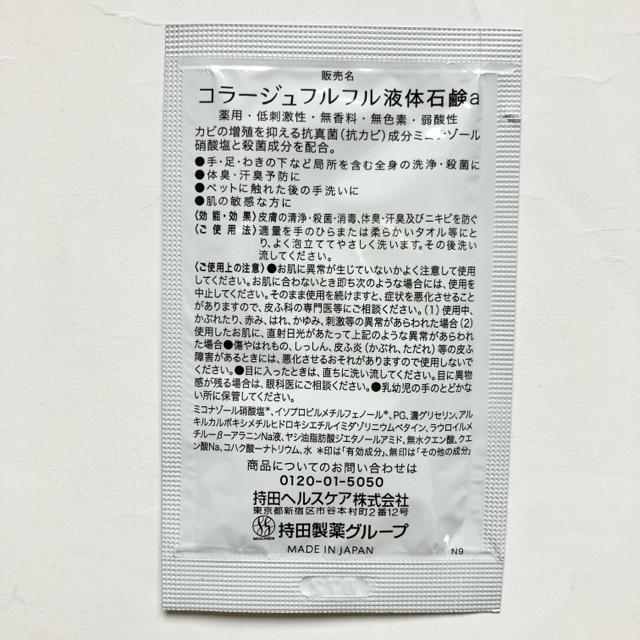 販売名
コラージュフルフル液体石鹸a
薬用・低刺激性・無香料・無色素・弱酸性
カビの増殖を抑える抗真菌(抗カビ)成分ミコナゾール
硝酸塩と殺菌成分を配合。
●手・足・わきの下など局所を含む全身の洗浄・殺菌に
●体臭・汗臭予防に
●ペットに触れた後の手洗いに
●肌の敏感な方に
〈効能・効果〉皮膚の清浄・殺菌・消毒、体臭・汗臭及びニキビを防ぐ
〈ご使用法〉適量を手のひらまたは柔らかいタオル等にと
り、よく泡立ててやさしく洗います。その後洗い
流してください。
〈ご使用上の注意〉●お肌に異常が生じていないかよく注意して使用
してください。お肌に合わないとき即ち次のような場合には、使用を
中止してください。そのまま使用を続けますと、症状を悪化させること
がありますので、皮ふ科の専門医等にご相談ください。(1)使用中、
かぶれたり、赤み、はれ、かゆみ、刺激等の異常があらわれた場合(2)
使用したお肌に、直射日光があたって上記のような異常があらわれ
た場合●傷やはれもの、しっしん、皮ふ炎(かぶれ、ただれ)等の皮ふ
障害があるときには、悪化させるおそれがありますので使用しないで
ください。●目に入ったときは、直ちに洗い流してください。目に異物
感が残る場合は、眼科医にご相談ください。●乳幼児の手のとどかな
い所に保管してください。
ミコナゾール硝酸塩*、イソプロピルメチルフェノール*、PG、濃グリセリン、アル
キルカルボキシメチルヒドロキシエチルイミダゾリニウムベタイン、ラウロイルメ
チル-β-アラニンNa液、ヤシ油脂肪酸ジエタノールアミド、無水クエン酸、クエ
ン酸Na、コハク酸一ナトリウム、水 *印は「有効成分」、無印は「その他の成分」
商品についてのお問い合わせは
0120-01-5050
持田ヘルスケア株式会社
東京都新宿区市谷本村町2番12号
MOCHIDA 持田製薬グループ
MADE IN JAPAN
N9